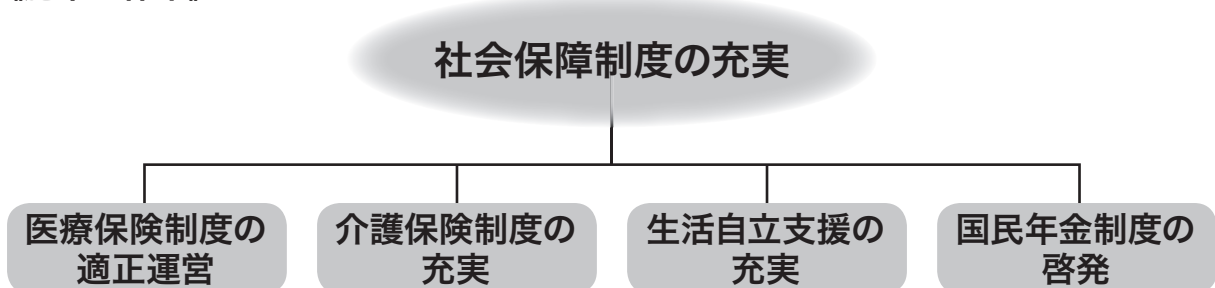 社会保障制度の充実
医療保険制度の
適正運営
介護保険制度の
充実
生活自立支援の
充実
国民年金制度の
啓発